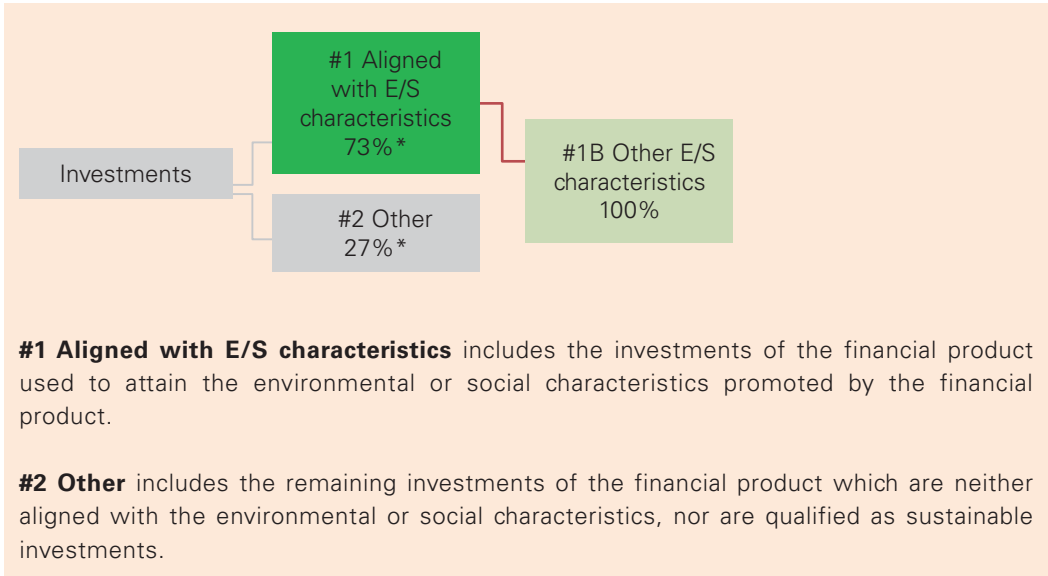 #1 Aligned
with E/S
characteristics
73%*
Investments
#1B Other E/S
characteristics
100%
#2 Other
27%*
#1 Aligned with E/S characteristics includes the investments of the financial product
used to attain the environmental or social characteristics promoted by the financial
product.
#2 Other includes the remaining investments of the financial product which are neither
aligned with the environmental or social characteristics, nor are qualified as sustainable
investments.